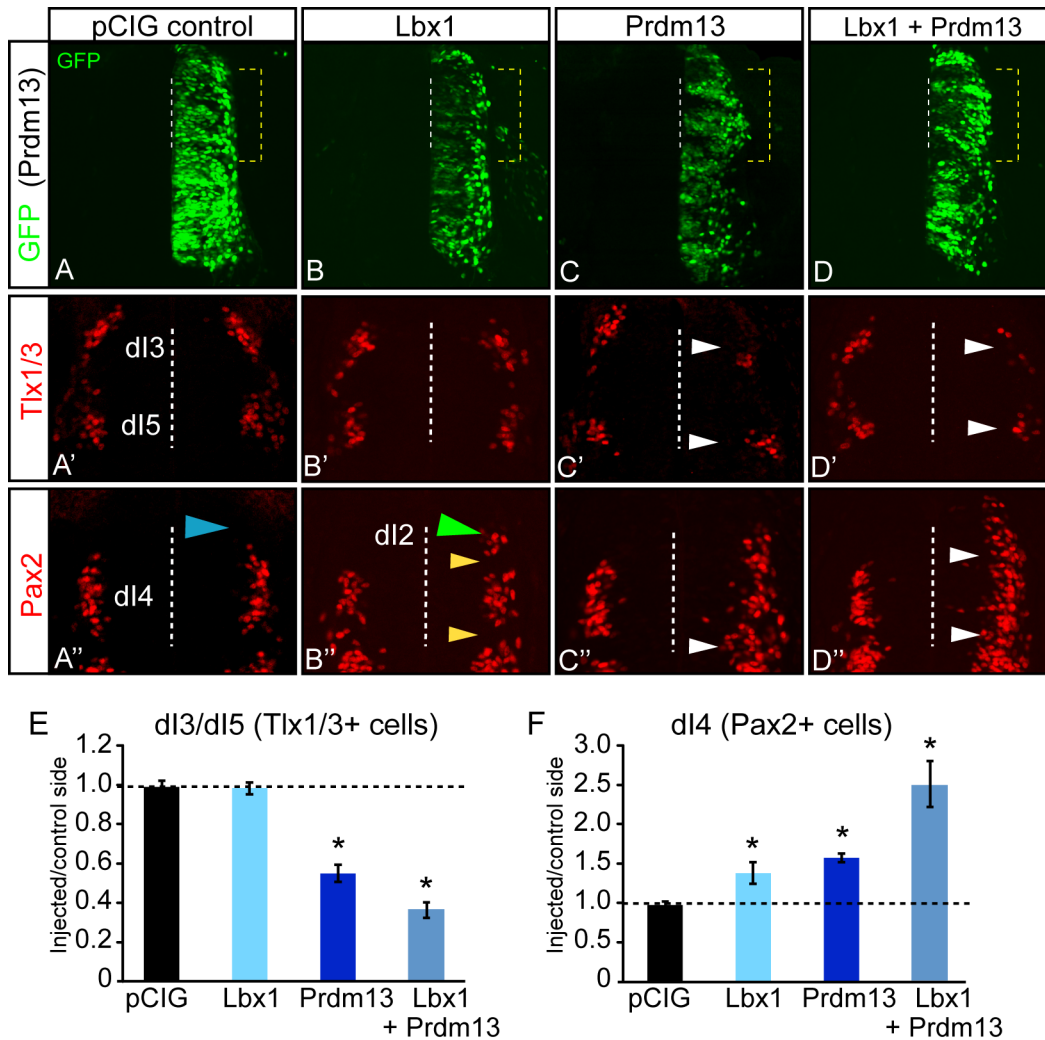 pCIG control
Lbx1
Prdm13
Lbx1 + Prdm13
GFP (Prdm13)
GFP
A
B
C
D
Tlx1/3
dI3
dI5
A'
B'
C'
D'
Pax2
dI4
dI2
A''
B''
C''
D''
E
dI3/dI5 (Tlx1/3+ cells)
Injected/control side
1.2
1.0
0.8
0.6
0.4
0.2
0
*
*
pCIG
Lbx1
Prdm13
Lbx1
+ Prdm13
F
dI4 (Pax2+ cells)
Injected/control side
3.0
2.5
2.0
1.5
1.0
0.5
0
*
*
*
pCIG
Lbx1
Prdm13
Lbx1
+ Prdm13